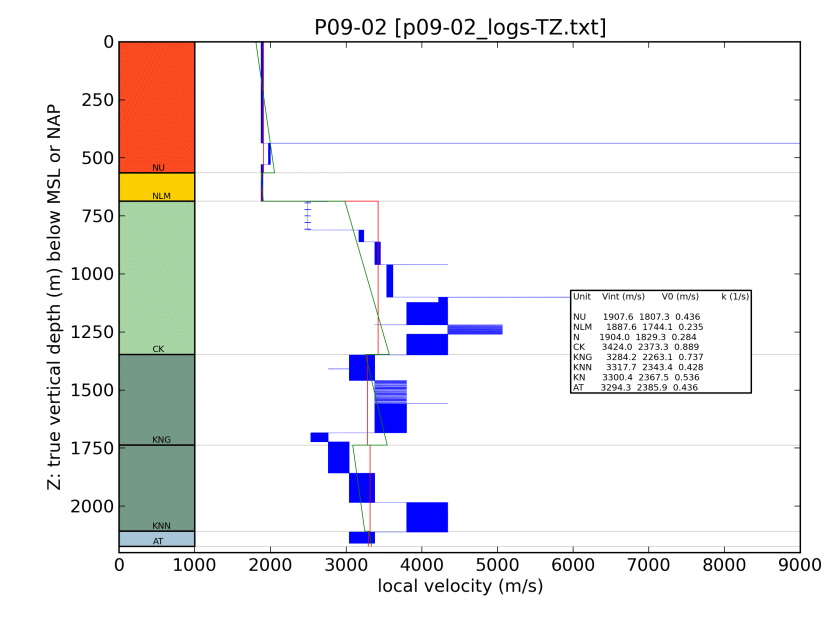 P09-02 [p09-02_logs-TZ.txt]
Z: true vertical depth (m) below MSL or NAP
0
250
500
750
1000
1250
1500
1750
2000
NU
NLM
CK
KNG
KNN
AT
Unit Vint (m/s) V0 (m/s) k (1/s)
NU 1907.6 1807.3 0.436
NLM 1887.6 1744.1 0.235
N 1904.0 1829.3 0.284
CK 3424.0 2373.3 0.889
KNG 3284.2 2263.1 0.737
KNN 3317.7 2343.4 0.428
KN 3300.4 2367.5 0.536
AT 3294.3 2385.9 0.436
0 1000 2000 3000 4000 5000 6000 7000 8000 9000
local velocity (m/s)